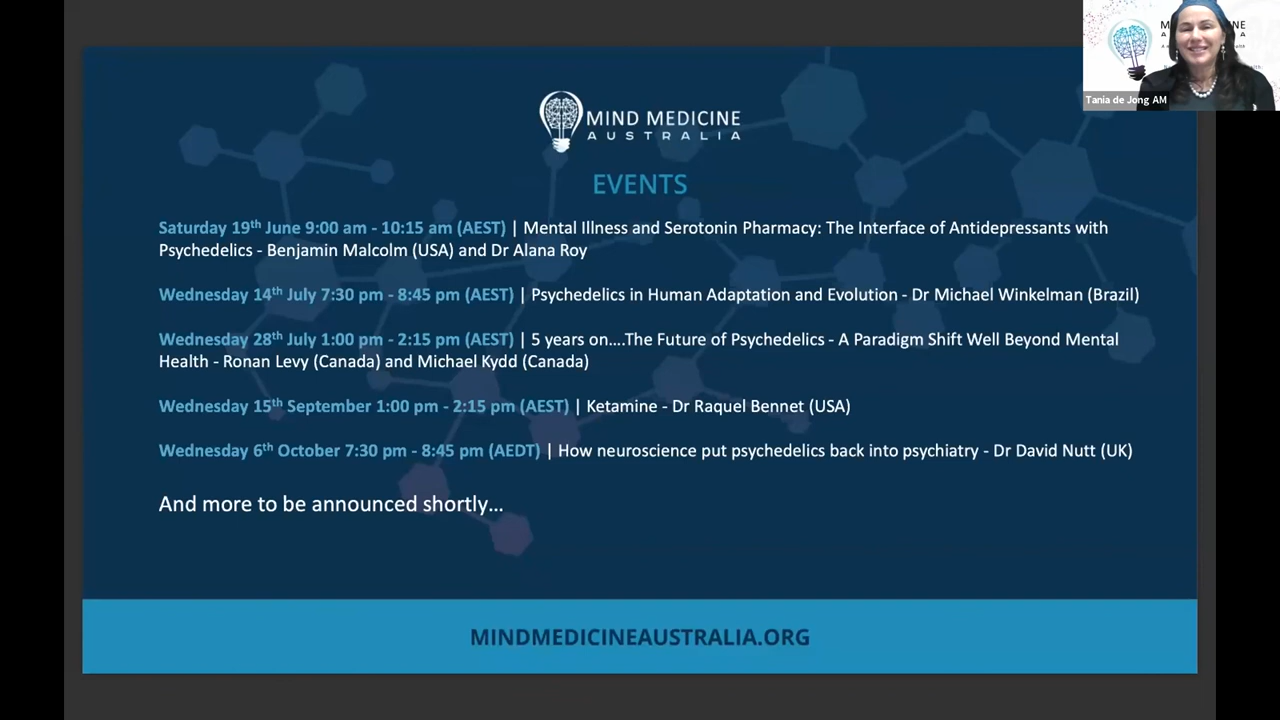 MIND MEDICINE
AUSTRALIA
EVENTS
Saturday 19th June 9:00 am - 10:15 am (AEST) | Mental Illness and Serotonin Pharmacy: The Interface of Antidepressants with
Psychedelics - Benjamin Malcolm (USA) and Dr Alana Roy
Wednesday 14th July 7:30 pm - 8:45 pm (AEST) | Psychedelics in Human Adaptation and Evolution - Dr Michael Winkelman (Brazil)
Wednesday 28th July 1:00 pm - 2:15 pm (AEST) | 5 years on....The Future of Psychedelics - A Paradigm Shift Well Beyond Mental
Health - Ronan Levy (Canada) and Michael Kydd (Canada)
Wednesday 15th September 1:00 pm - 2:15 pm (AEST) | Ketamine - Dr Raquel Bennet (USA)
Wednesday 6th October 7:30 pm - 8:45 pm (AEDT) | How neuroscience put psychedelics back into psychiatry - Dr David Nutt (UK)
And more to be announced shortly...
MINDMEDICINEAUSTRALIA.ORG
Tania de Jong AM